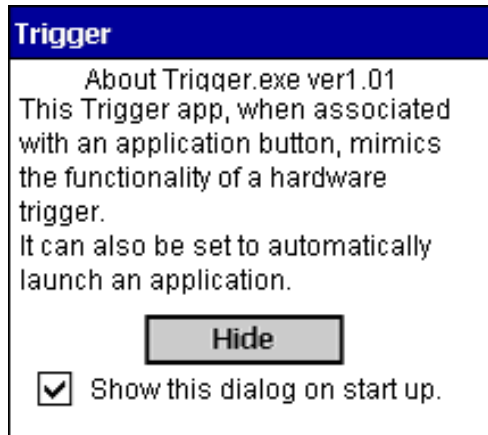 Trigger
About Trigger.exe ver1.01
This Trigger app, when associated
with an application button, mimics
the functionality of a hardware
trigger.
It can also be set to automatically
launch an application.
Hide
Show this dialog on start up.